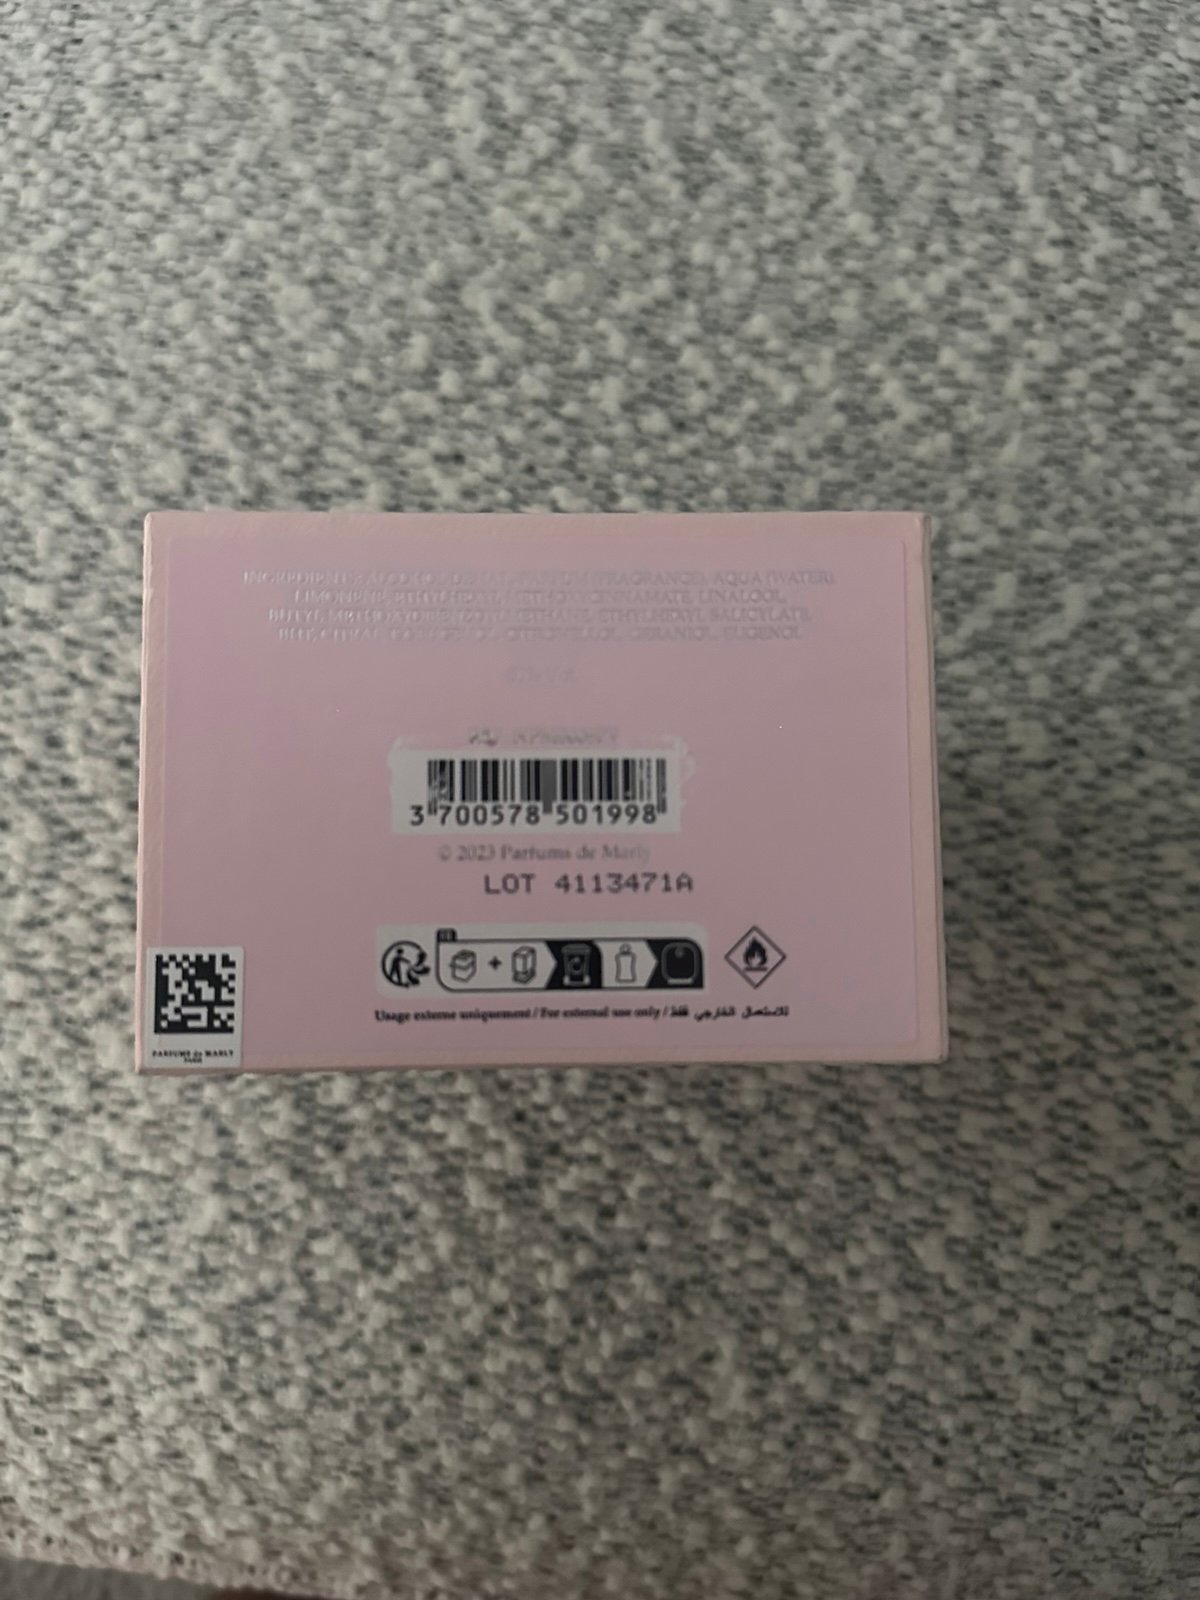 INGREDIENTS: ALCOHOL DENAT., PARFUM (FRAGRANCE), AQUA (WATER),
LIMONENE, ETHYLHEXYL METHOXYCINNAMATE, LINALOOL,
BUTYL METHOXYDIBENZOYLMETHANE, ETHYLHEXYL SALICYLATE,
BHT, CITRAL, CITRONELLOL, GERANIOL, EUGENOL
3 700578 501998
© 2023 Parfums de Marly
LOT 4113471A
FR
Usage externe uniquement / For external use only / للاستعمال الخارجي فقط
PARFUMS de MARLY
PARIS